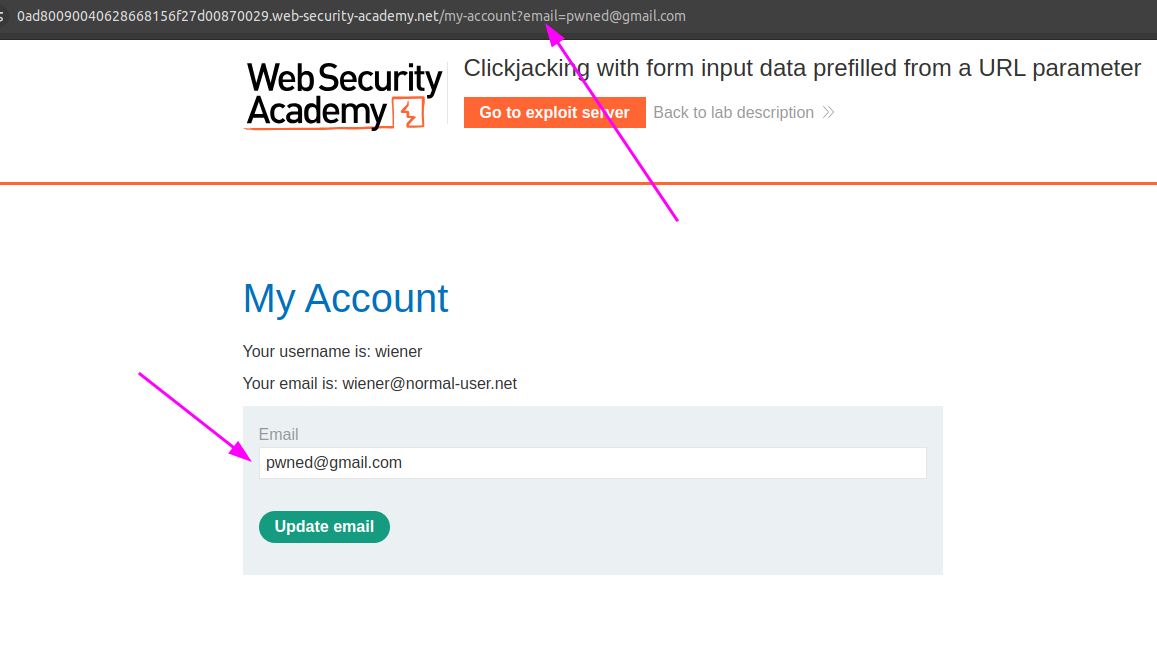 0ad80090040628668156f27d00870029.web-security-academy.net/my-account?email=pwned@gmail.com
WebSecurity
Academy
Clickjacking with form input data prefilled from a URL parameter
Go to exploit server
Back to lab description
My Account
Your username is: wiener
Your email is: wiener@normal-user.net
Email
pwned@gmail.com
Update email